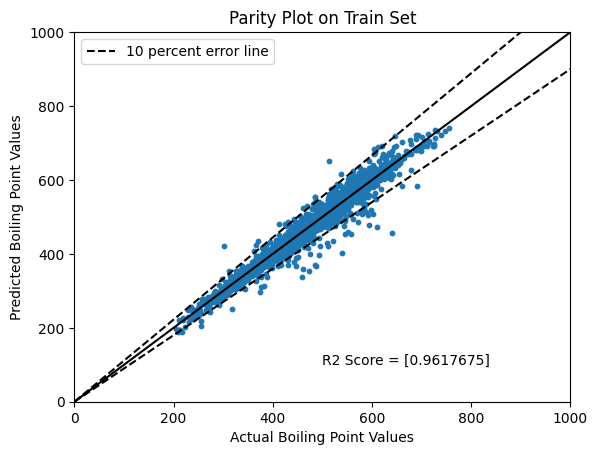 Parity Plot on Train Set
10 percent error line
1000
800
600
400
200
0
Predicted Boiling Point Values
R2 Score = [0.9617675]
0 200 400 600 800 1000
Actual Boiling Point Values